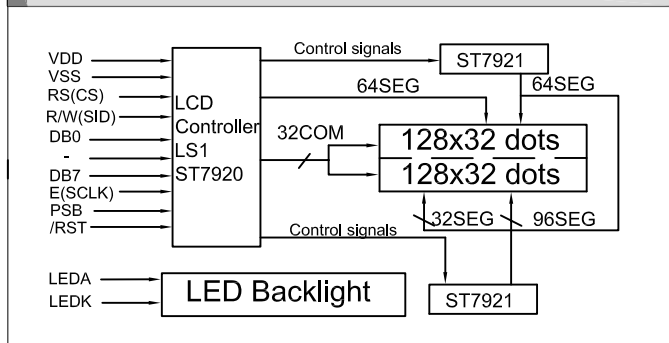 VDD
VSS
RS(CS)
R/W(SID)
DB0
-
DB7
E(SCLK)
PSB
/RST
LCD
Controller
LS1
ST7920
Control signals
ST7921
64SEG
64SEG
32COM
128x32 dots
128x32 dots
32SEG
96SEG
Control signals
ST7921
LEDA
LEDK
LED Backlight